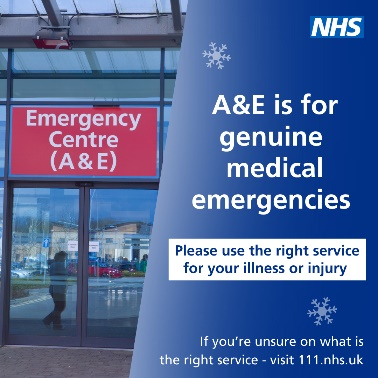 NHS
Emergency
Centre
(A & E)
A&E is for
genuine
medical
emergencies
Please use the right service
for your illness or injury
If you're unsure on what is
the right service - visit 111.nhs.uk